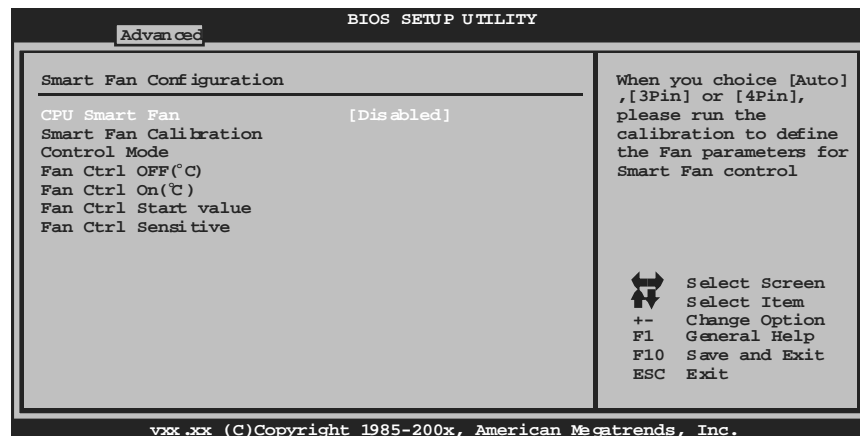 BIOS SETUP UTILITY
Advanced
Smart Fan Configuration
CPU Smart Fan [Disabled]
Smart Fan Calibration
Control Mode
Fan Ctrl OFF(°C)
Fan Ctrl On(°C)
Fan Ctrl Start value
Fan Ctrl Sensitive
When you choice [Auto]
,[3Pin] or [4Pin],
please run the
calibration to define
the Fan parameters for
Smart Fan control
Select Screen
Select Item
+- Change Option
F1 General Help
F10 Save and Exit
ESC Exit
vxx.xx (C)Copyright 1985-200x, American Megatrends, Inc.